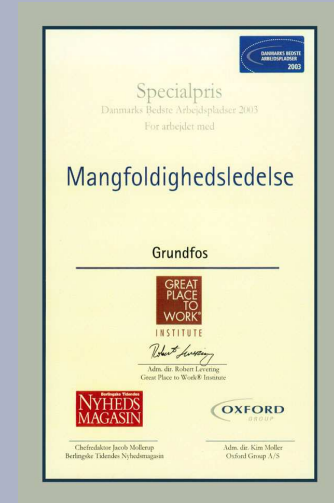 DANMARKS BEDSTE
ARBEJDSPLADSER
2003
Specialpris
Danmarks Bedste Arbejdspladser 2003
For arbejdet med
Mangfoldighedsledelse
Grundfos
GREAT
PLACE
TO
WORK®
INSTITUTE
Robert Levering
Adm. dir. Robert Levering
Great Place to Work® Institute
Berlingske Tidendes
NYHEDS
MAGASIN
OXFORD
GROUP
Chefredaktør Jacob Mollerup
Berlingske Tidendes Nyhedsmagasin
Adm. dir. Kim Møller
Oxford Group A/S